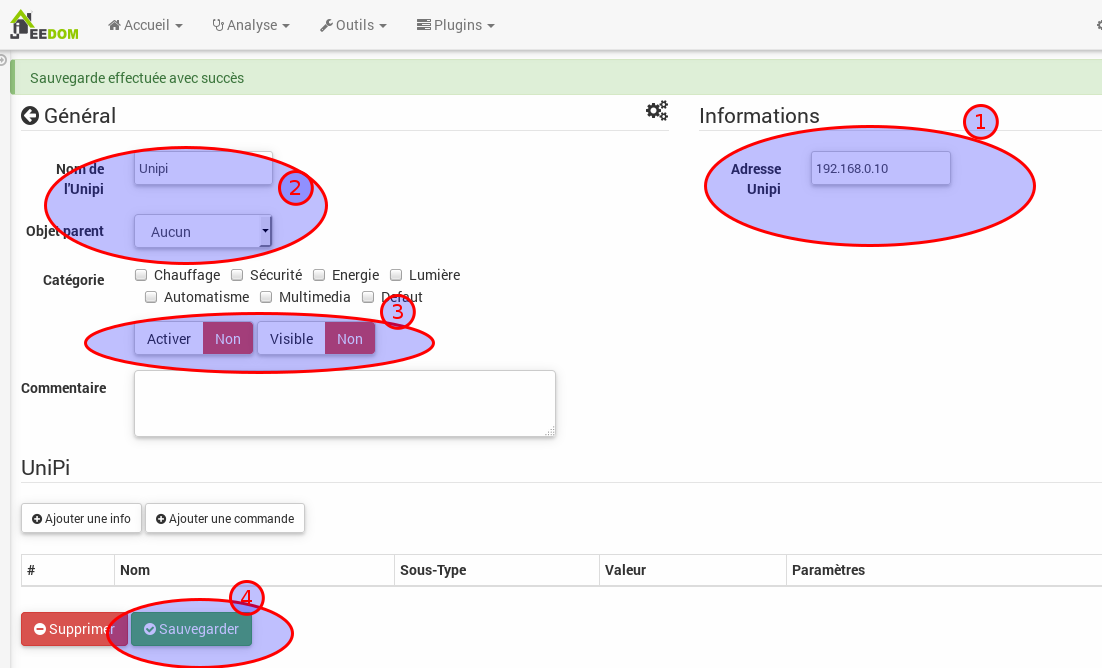 JEEDOM Accueil Analyse Outils Plugins
Sauvegarde effectuée avec succès
Général
Informations
1
Nom de l'Unipi
Unipi
2
Adresse Unipi
192.168.0.10
Objet parent
Aucun
Catégorie
Chauffage Sécurité Energie Lumière
Automatisme Multimedia Defaut
3
Activer Non Visible Non
Commentaire
UniPi
Ajouter une info Ajouter une commande
# Nom Sous-Type Valeur Paramètres
4
Supprimer Sauvegarder